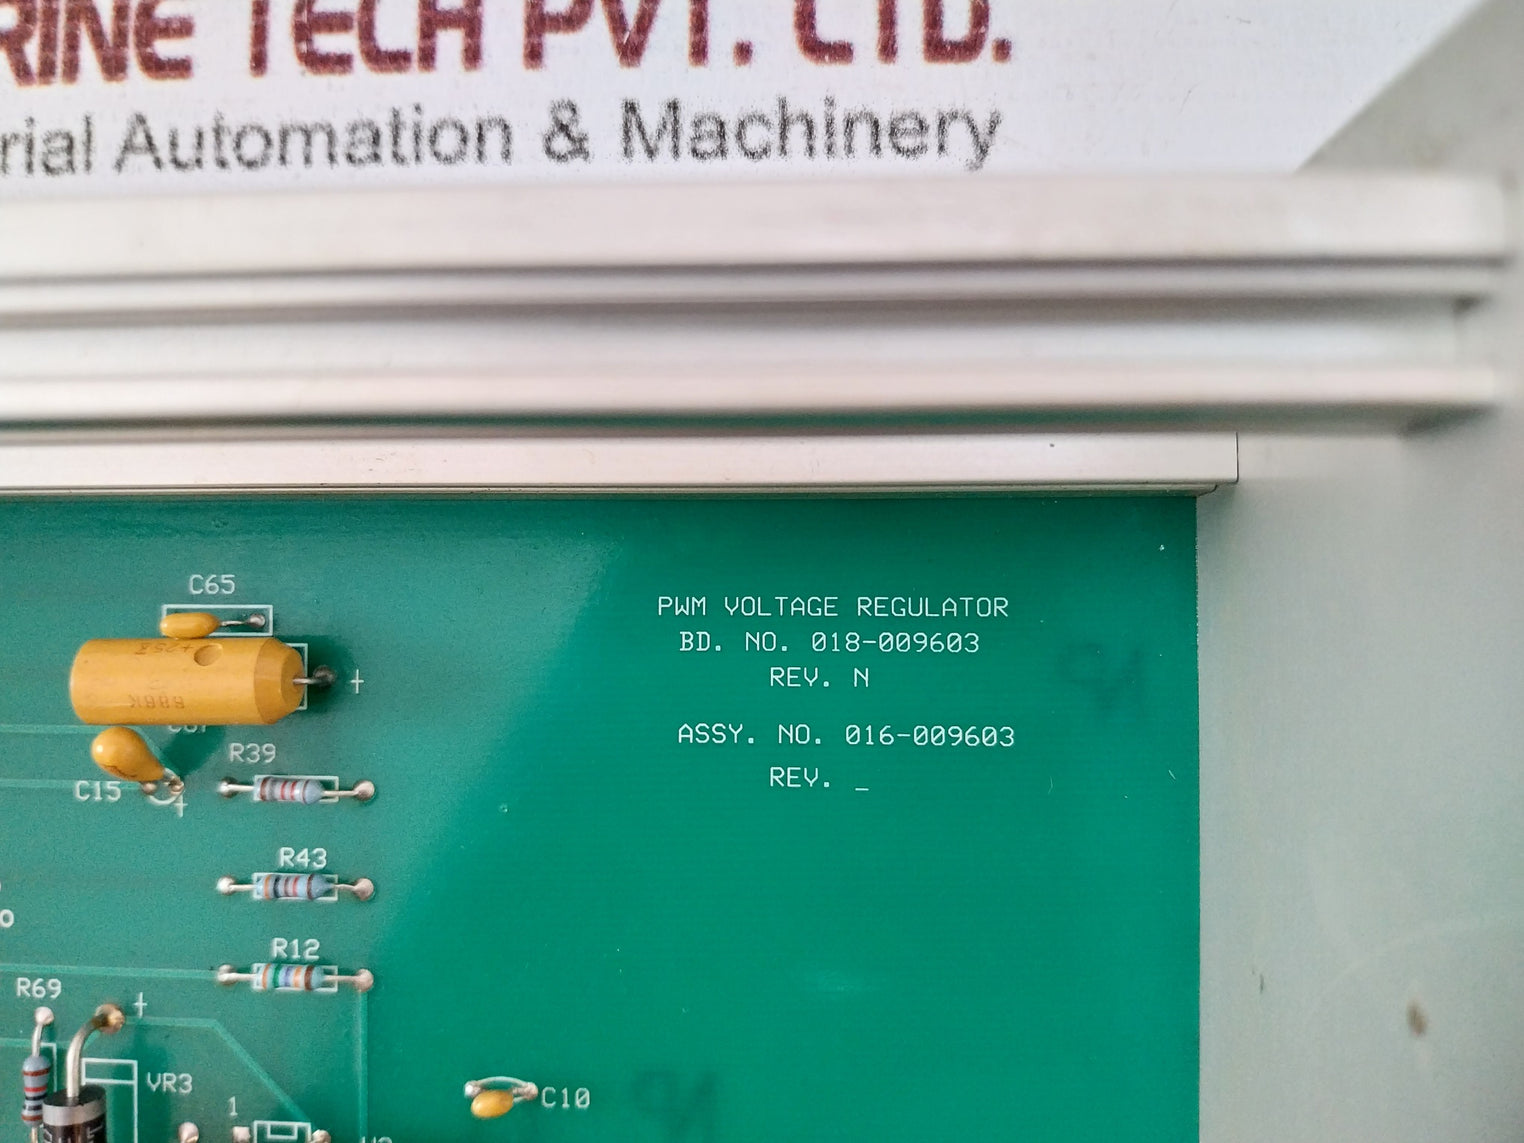 RINE TECH PVT. LTD.
rial Automation & Machinery
C65
PWM VOLTAGE REGULATOR
BD. NO. 018-009603
REV. N
+
ASSY. NO. 016-009603
REV. _
R39
C15
+
R43
R12
R69
+
VR3
1
C10